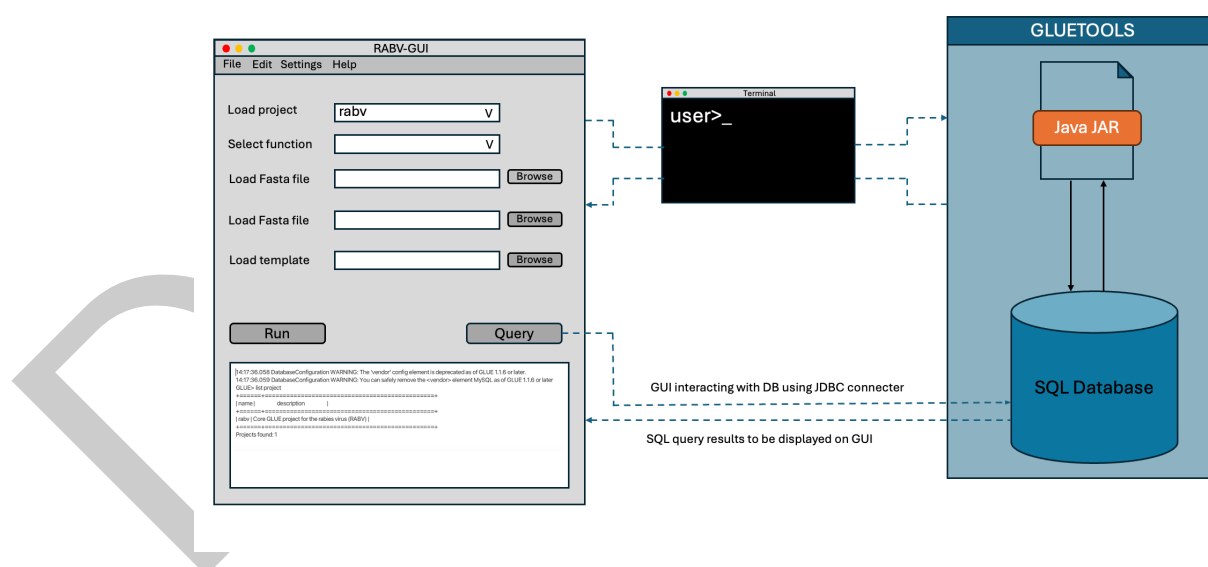 GLUETOOLS
RABV-GUI
File Edit Settings Help
Load project rabv V
Select function V
Load Fasta file Browse
Load Fasta file Browse
Load template Browse
Run Query
14:17:36.058 DatabaseConfiguration WARNING: The 'vendor' config element is deprecated as of GLUE 1.1.6 or later.
14:17:36.059 DatabaseConfiguration WARNING: You can safely remove the <vendor> element MySQL as of GLUE 1.1.6 or later
GLUE> list project
+======+================================================+
| name | description |
+======+================================================+
| rabv | Core GLUE project for the rabies virus (RABV) |
+======+================================================+
Projects found: 1
Terminal
user>_
Java JAR
SQL Database
GUI interacting with DB using JDBC connecter
SQL query results to be displayed on GUI